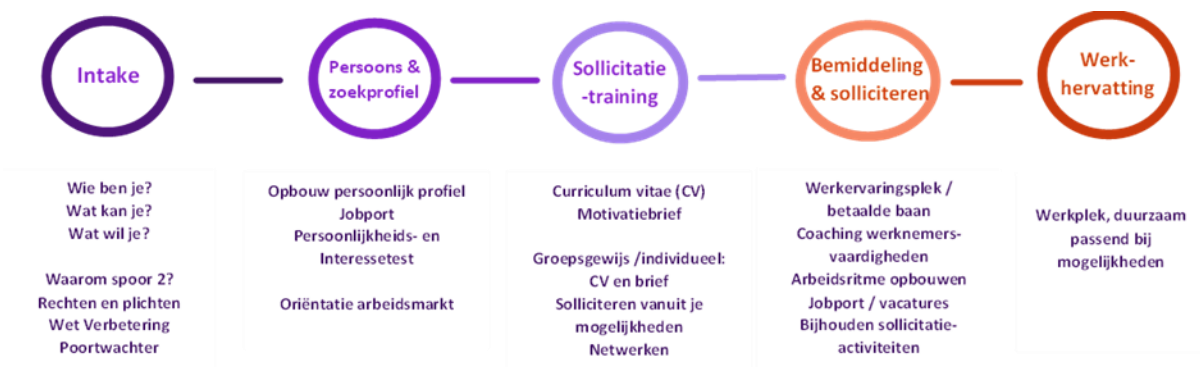 Intake
Persoons &
zoekprofiel
Sollicitatie
-training
Bemiddeling
& solliciteren
Werk-
hervatting
Wie ben je?
Wat kan je?
Wat wil je?
Waarom spoor 2?
Rechten en plichten
Wet Verbetering
Poortwachter
Opbouw persoonlijk profiel
Jobport
Persoonlijkheids- en
Interessetest
Oriëntatie arbeidsmarkt
Curriculum vitae (CV)
Motivatiebrief
Groepsgewijs /individueel:
CV en brief
Solliciteren vanuit je
mogelijkheden
Netwerken
Werkervaringsplek /
betaalde baan
Coaching werknemers-
vaardigheden
Arbeidsritme opbouwen
Jobport / vacatures
Bijhouden sollicitatie-
activiteiten
Werkplek, duurzaam
passend bij
mogelijkheden